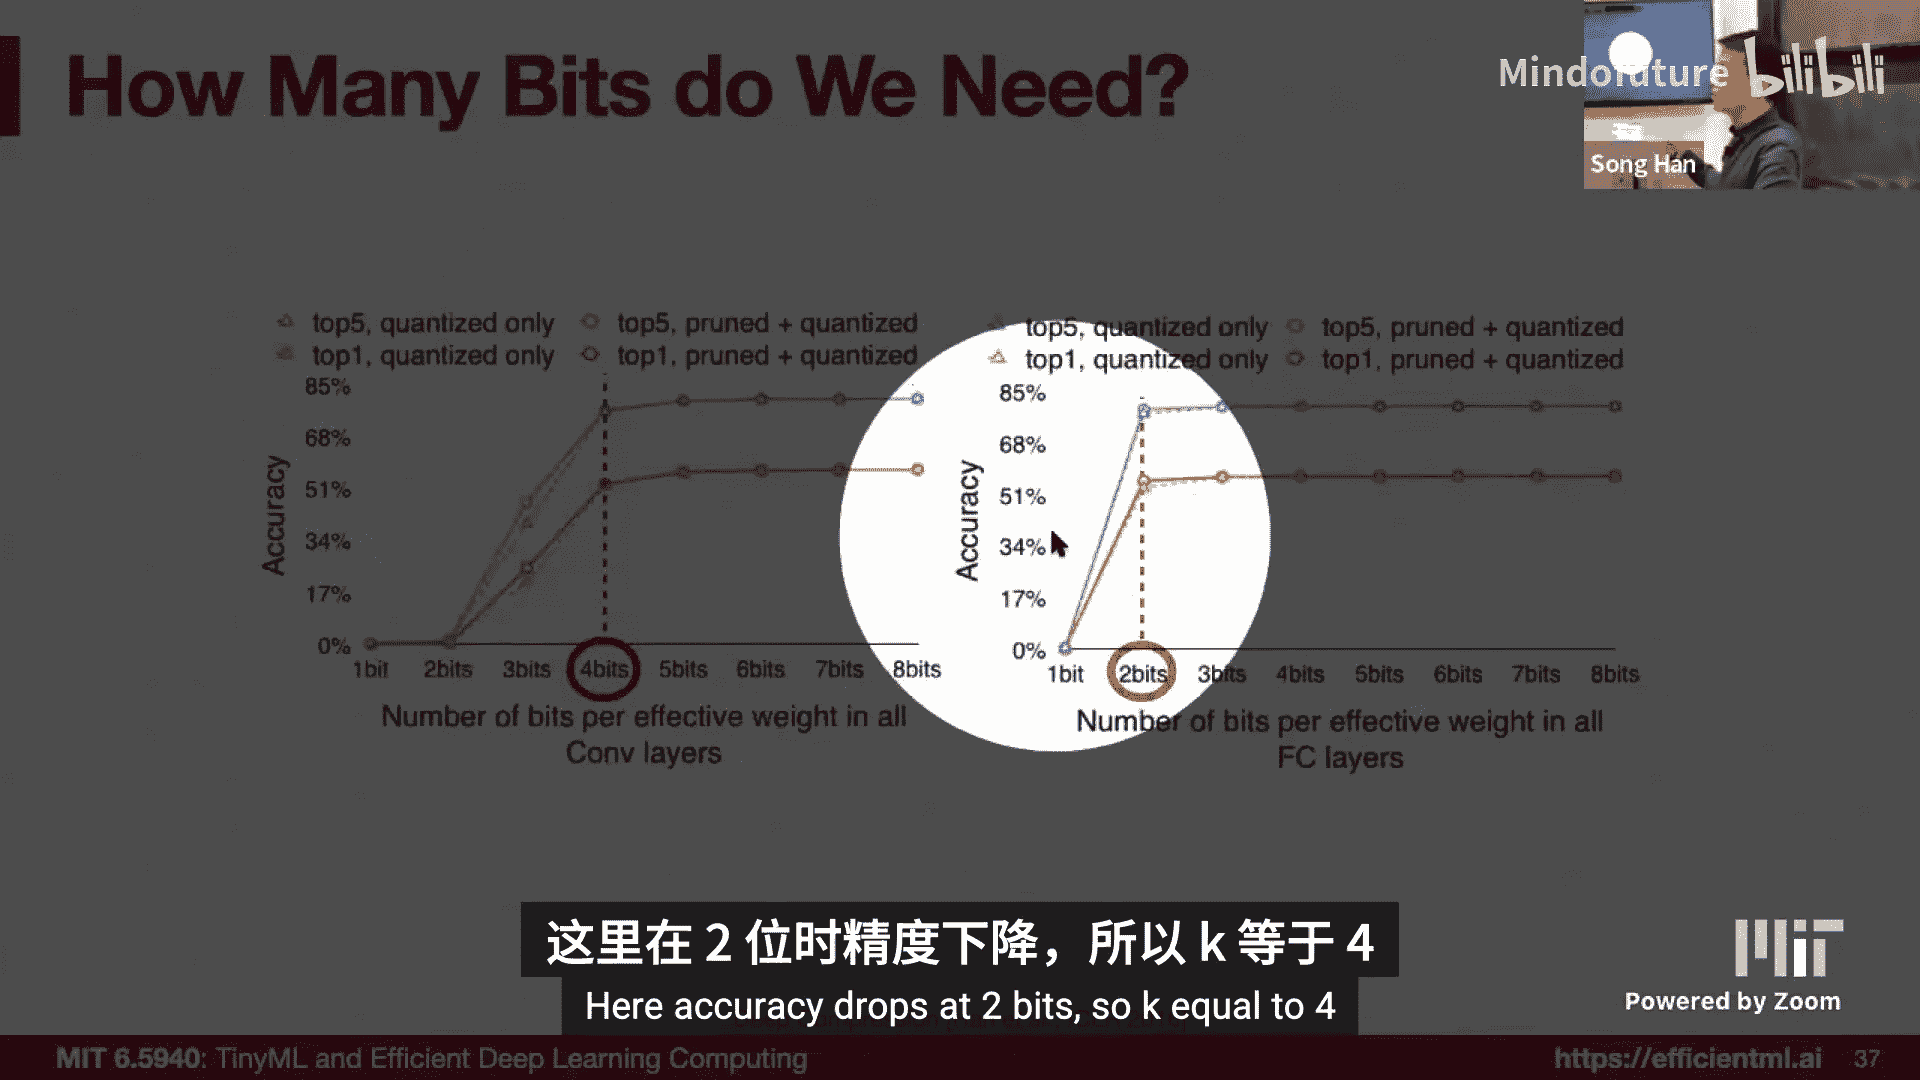 How Many Bits do We Need?
bilibili
Song Han
top5, quantized only
top5, pruned + quantized
top1, quantized only
top1, pruned + quantized
85%
68%
51%
34%
17%
0%
Accuracy
1bit 2bits 3bits 4bits 5bits 6bits 7bits 8bits
Number of bits per effective weight in all
Conv layers
top5, quantized only
top5, pruned + quantized
top1, quantized only
top1, pruned + quantized
85%
68%
51%
34%
17%
0%
Accuracy
1bit 2bits 3bits 4bits 5bits 6bits 7bits 8bits
Number of bits per effective weight in all
FC layers
这里在 2 位时精度下降，所以 k 等于 4
Here accuracy drops at 2 bits, so k equal to 4
MIT
Powered by Zoom
MIT 6.5940: TinyML and Efficient Deep Learning Computing
https://efficientml.ai
37